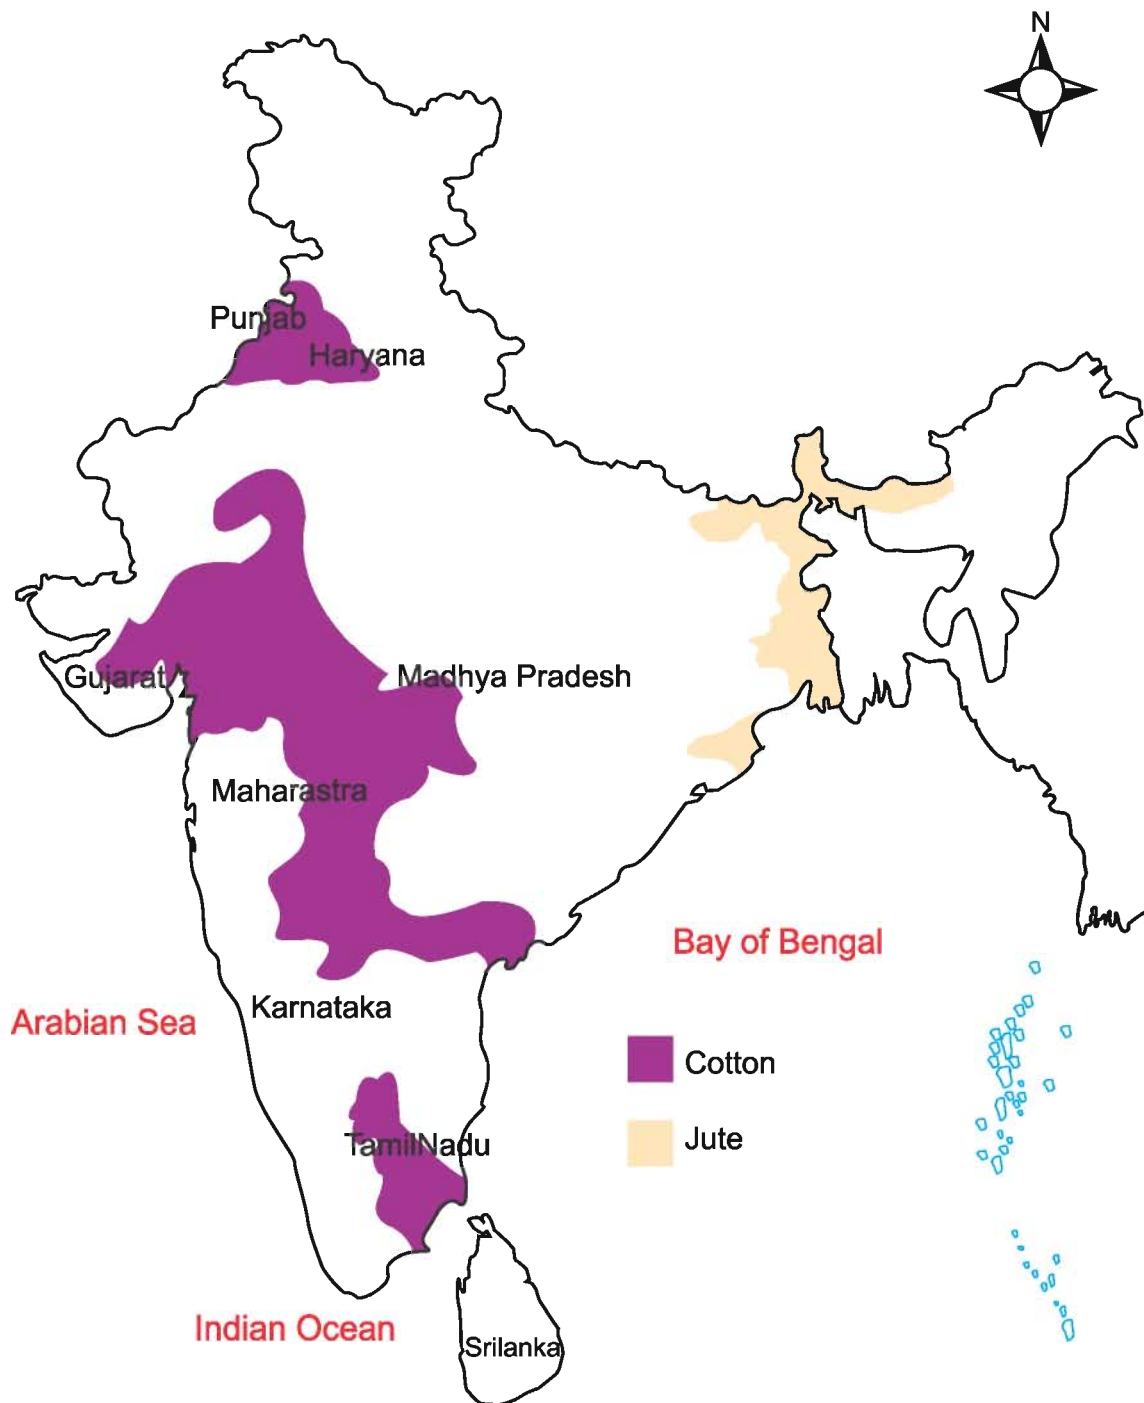 N
Punjab
Haryana
Gujarat
Madhya Pradesh
Maharastra
Bay of Bengal
Karnataka
Arabian Sea
Cotton
Jute
TamilNadu
Indian Ocean
Srilanka